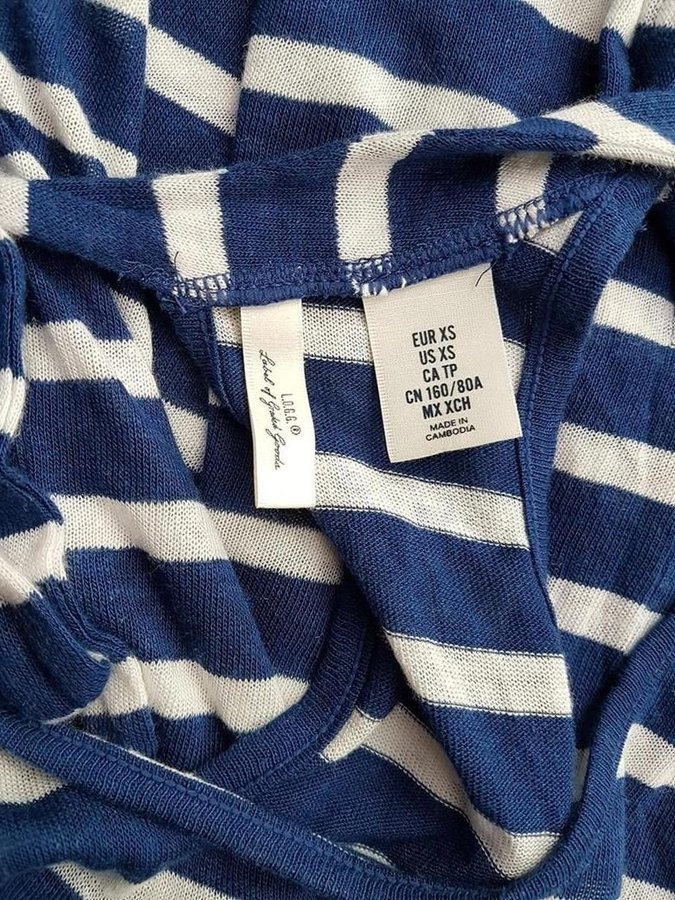 L.O.G.G.®
Label of Graded Goods
EUR XS
US XS
CA TP
CN 160/80A
MX XCH
MADE IN
CAMBODIA